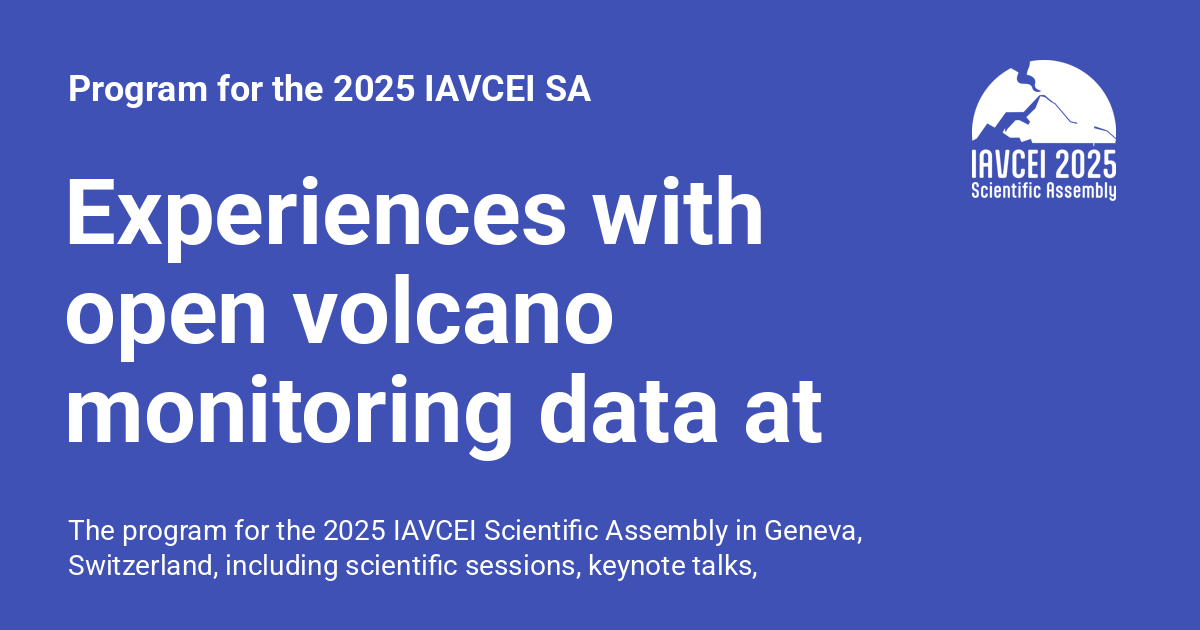 Program for the 2025 IAVCEI SA
IAVCEI 2025
Scientific Assembly
Experiences with
open volcano
monitoring data at
The program for the 2025 IAVCEI Scientific Assembly in Geneva,
Switzerland, including scientific sessions, keynote talks,